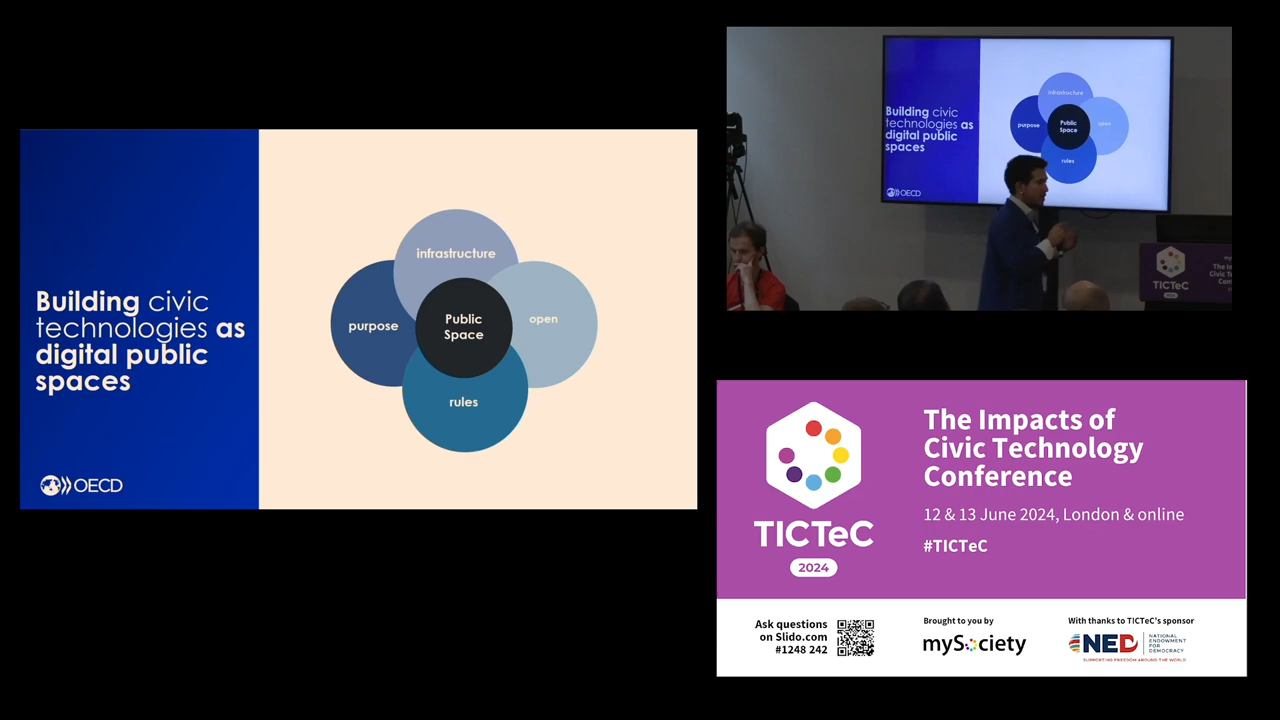 Building civic
technologies as
digital public
spaces
OECD
infrastructure
purpose
Public
Space
open
rules
Building civic
technologies as
digital public
spaces
OECD
infrastructure
purpose
Public
Space
open
rules
TICTeC
TICTeC
2024
The Impacts of
Civic Technology
Conference
12 & 13 June 2024, London & online
#TICTeC
Ask questions
on Slido.com
#1248 242
Brought to you by
mySociety
With thanks to TICTeC's sponsor
NED
NATIONAL
ENDOWMENT
FOR
DEMOCRACY
SUPPORTING FREEDOM AROUND THE WORLD